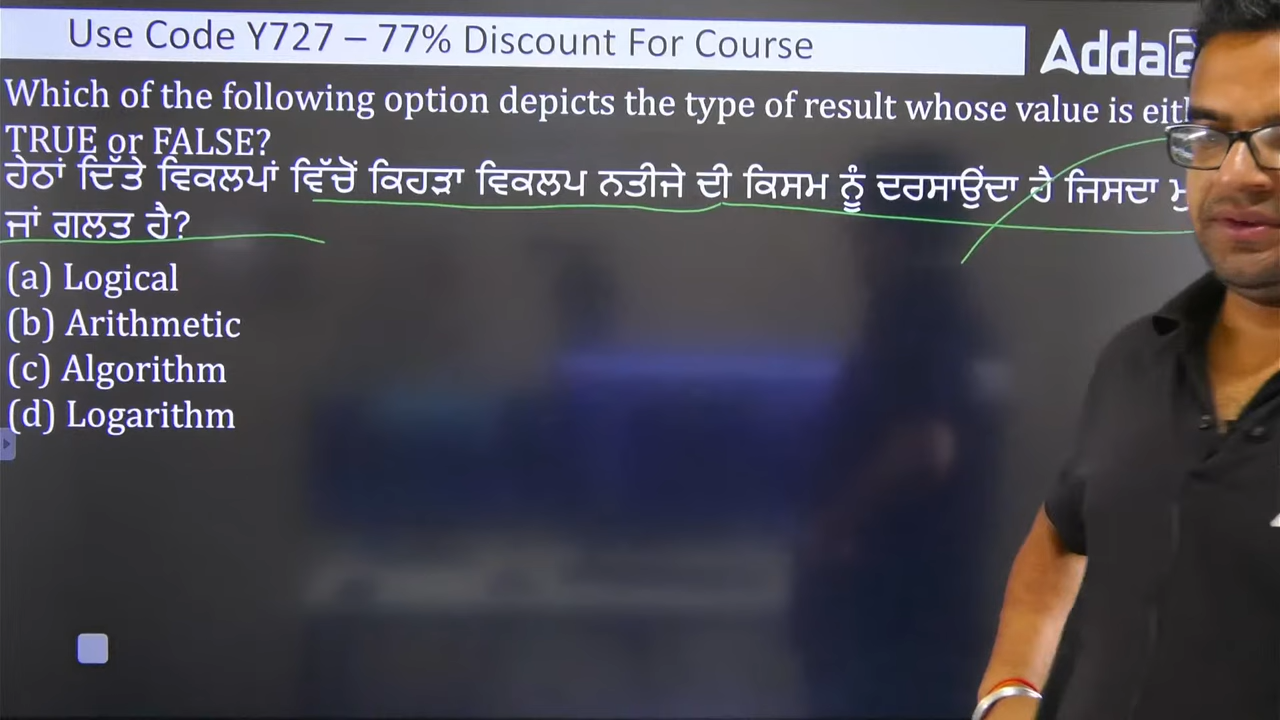 Use Code Y727 – 77% Discount For Course
Adda
Which of the following option depicts the type of result whose value is
TRUE or FALSE?
ਹੇਠਾਂ ਦਿੱਤੇ ਵਿਕਲਪਾਂ ਵਿੱਚੋਂ ਕਿਹੜਾ ਵਿਕਲਪ ਨਤੀਜੇ ਦੀ ਕਿਸਮ ਨੂੰ ਦਰਸਾਉਂਦਾ ਹੈ ਜਿਸਦਾ
ਜਾਂ ਗਲਤ ਹੈ?
(a) Logical
(b) Arithmetic
(c) Algorithm
(d) Logarithm